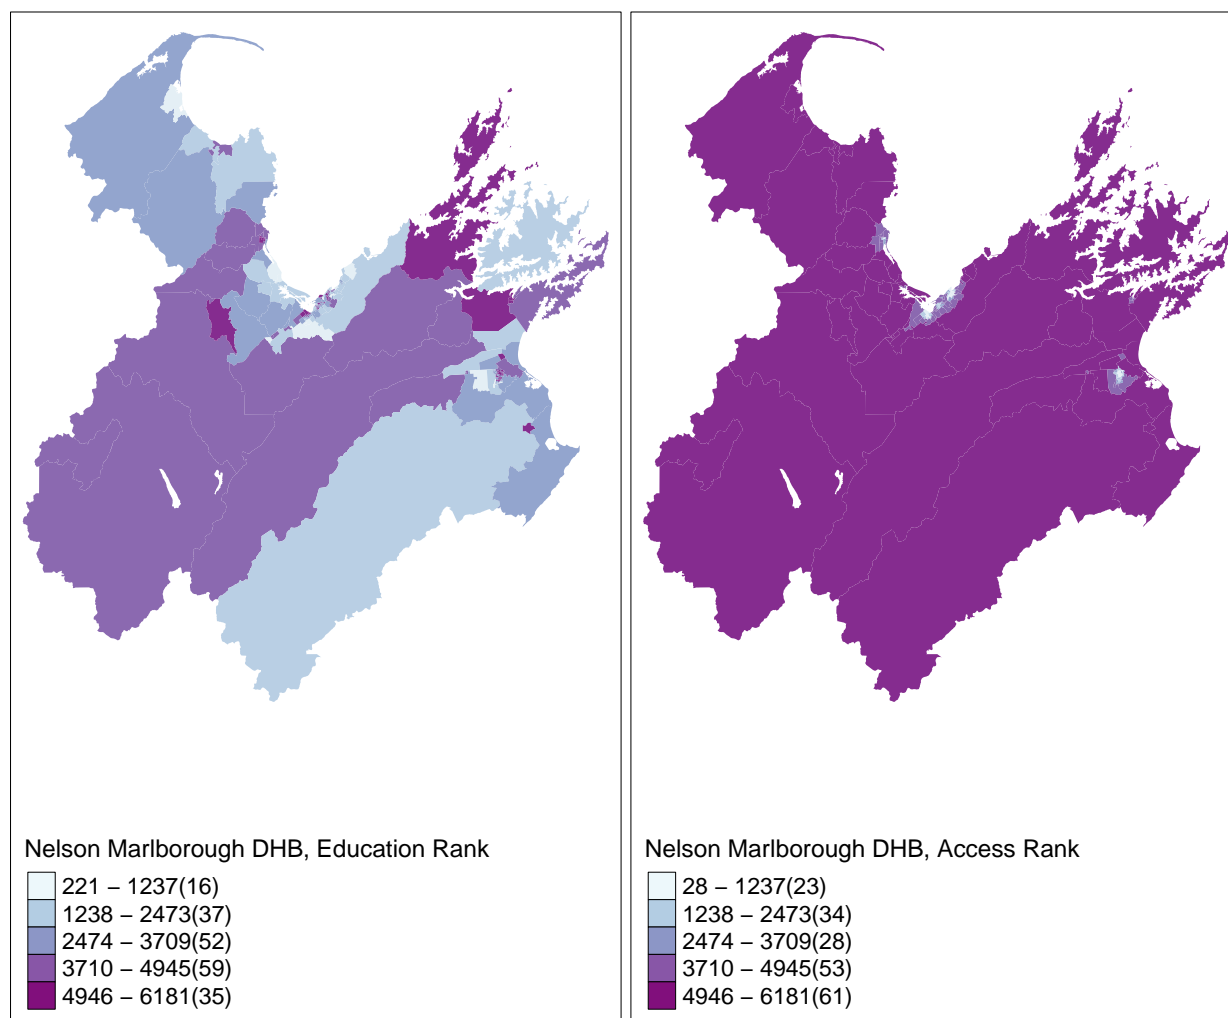 Nelson Marlborough DHB, Education Rank
221 – 1237(16)
1238 – 2473(37)
2474 – 3709(52)
3710 – 4945(59)
4946 – 6181(35)
Nelson Marlborough DHB, Access Rank
28 – 1237(23)
1238 – 2473(34)
2474 – 3709(28)
3710 – 4945(53)
4946 – 6181(61)